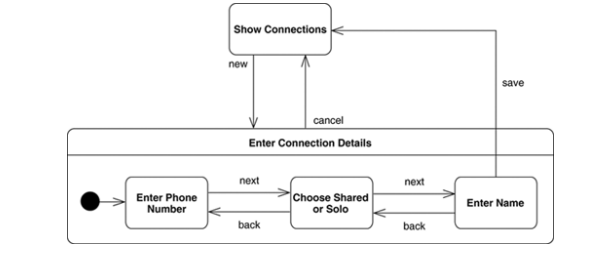 Show Connections
new
save
cancel
Enter Connection Details
next
next
Enter Phone
Number
Choose Shared
or Solo
Enter Name
back
back